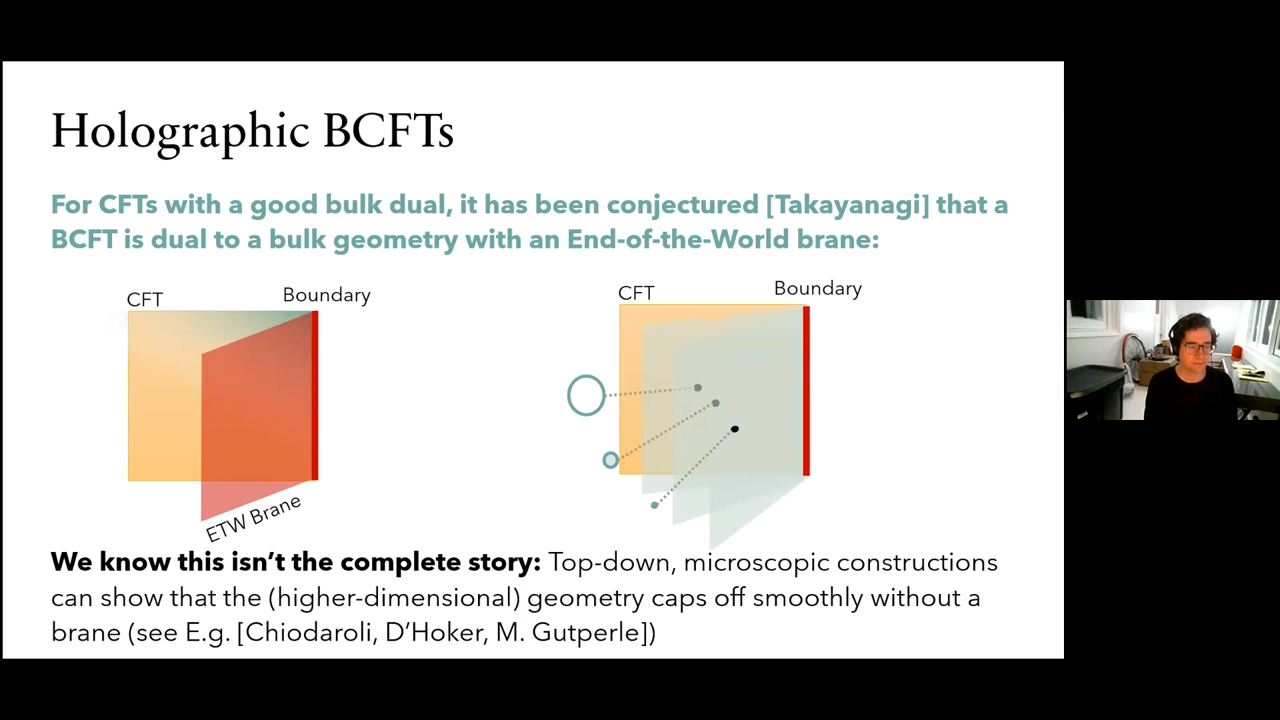 Holographic BCFTs
For CFTs with a good bulk dual, it has been conjectured [Takayanagi] that a
BCFT is dual to a bulk geometry with an End-of-the-World brane:
CFT
Boundary
ETW Brane
CFT
Boundary
We know this isn’t the complete story: Top-down, microscopic constructions
can show that the (higher-dimensional) geometry caps off smoothly without a
brane (see E.g. [Chiodaroli, D’Hoker, M. Gutperle])